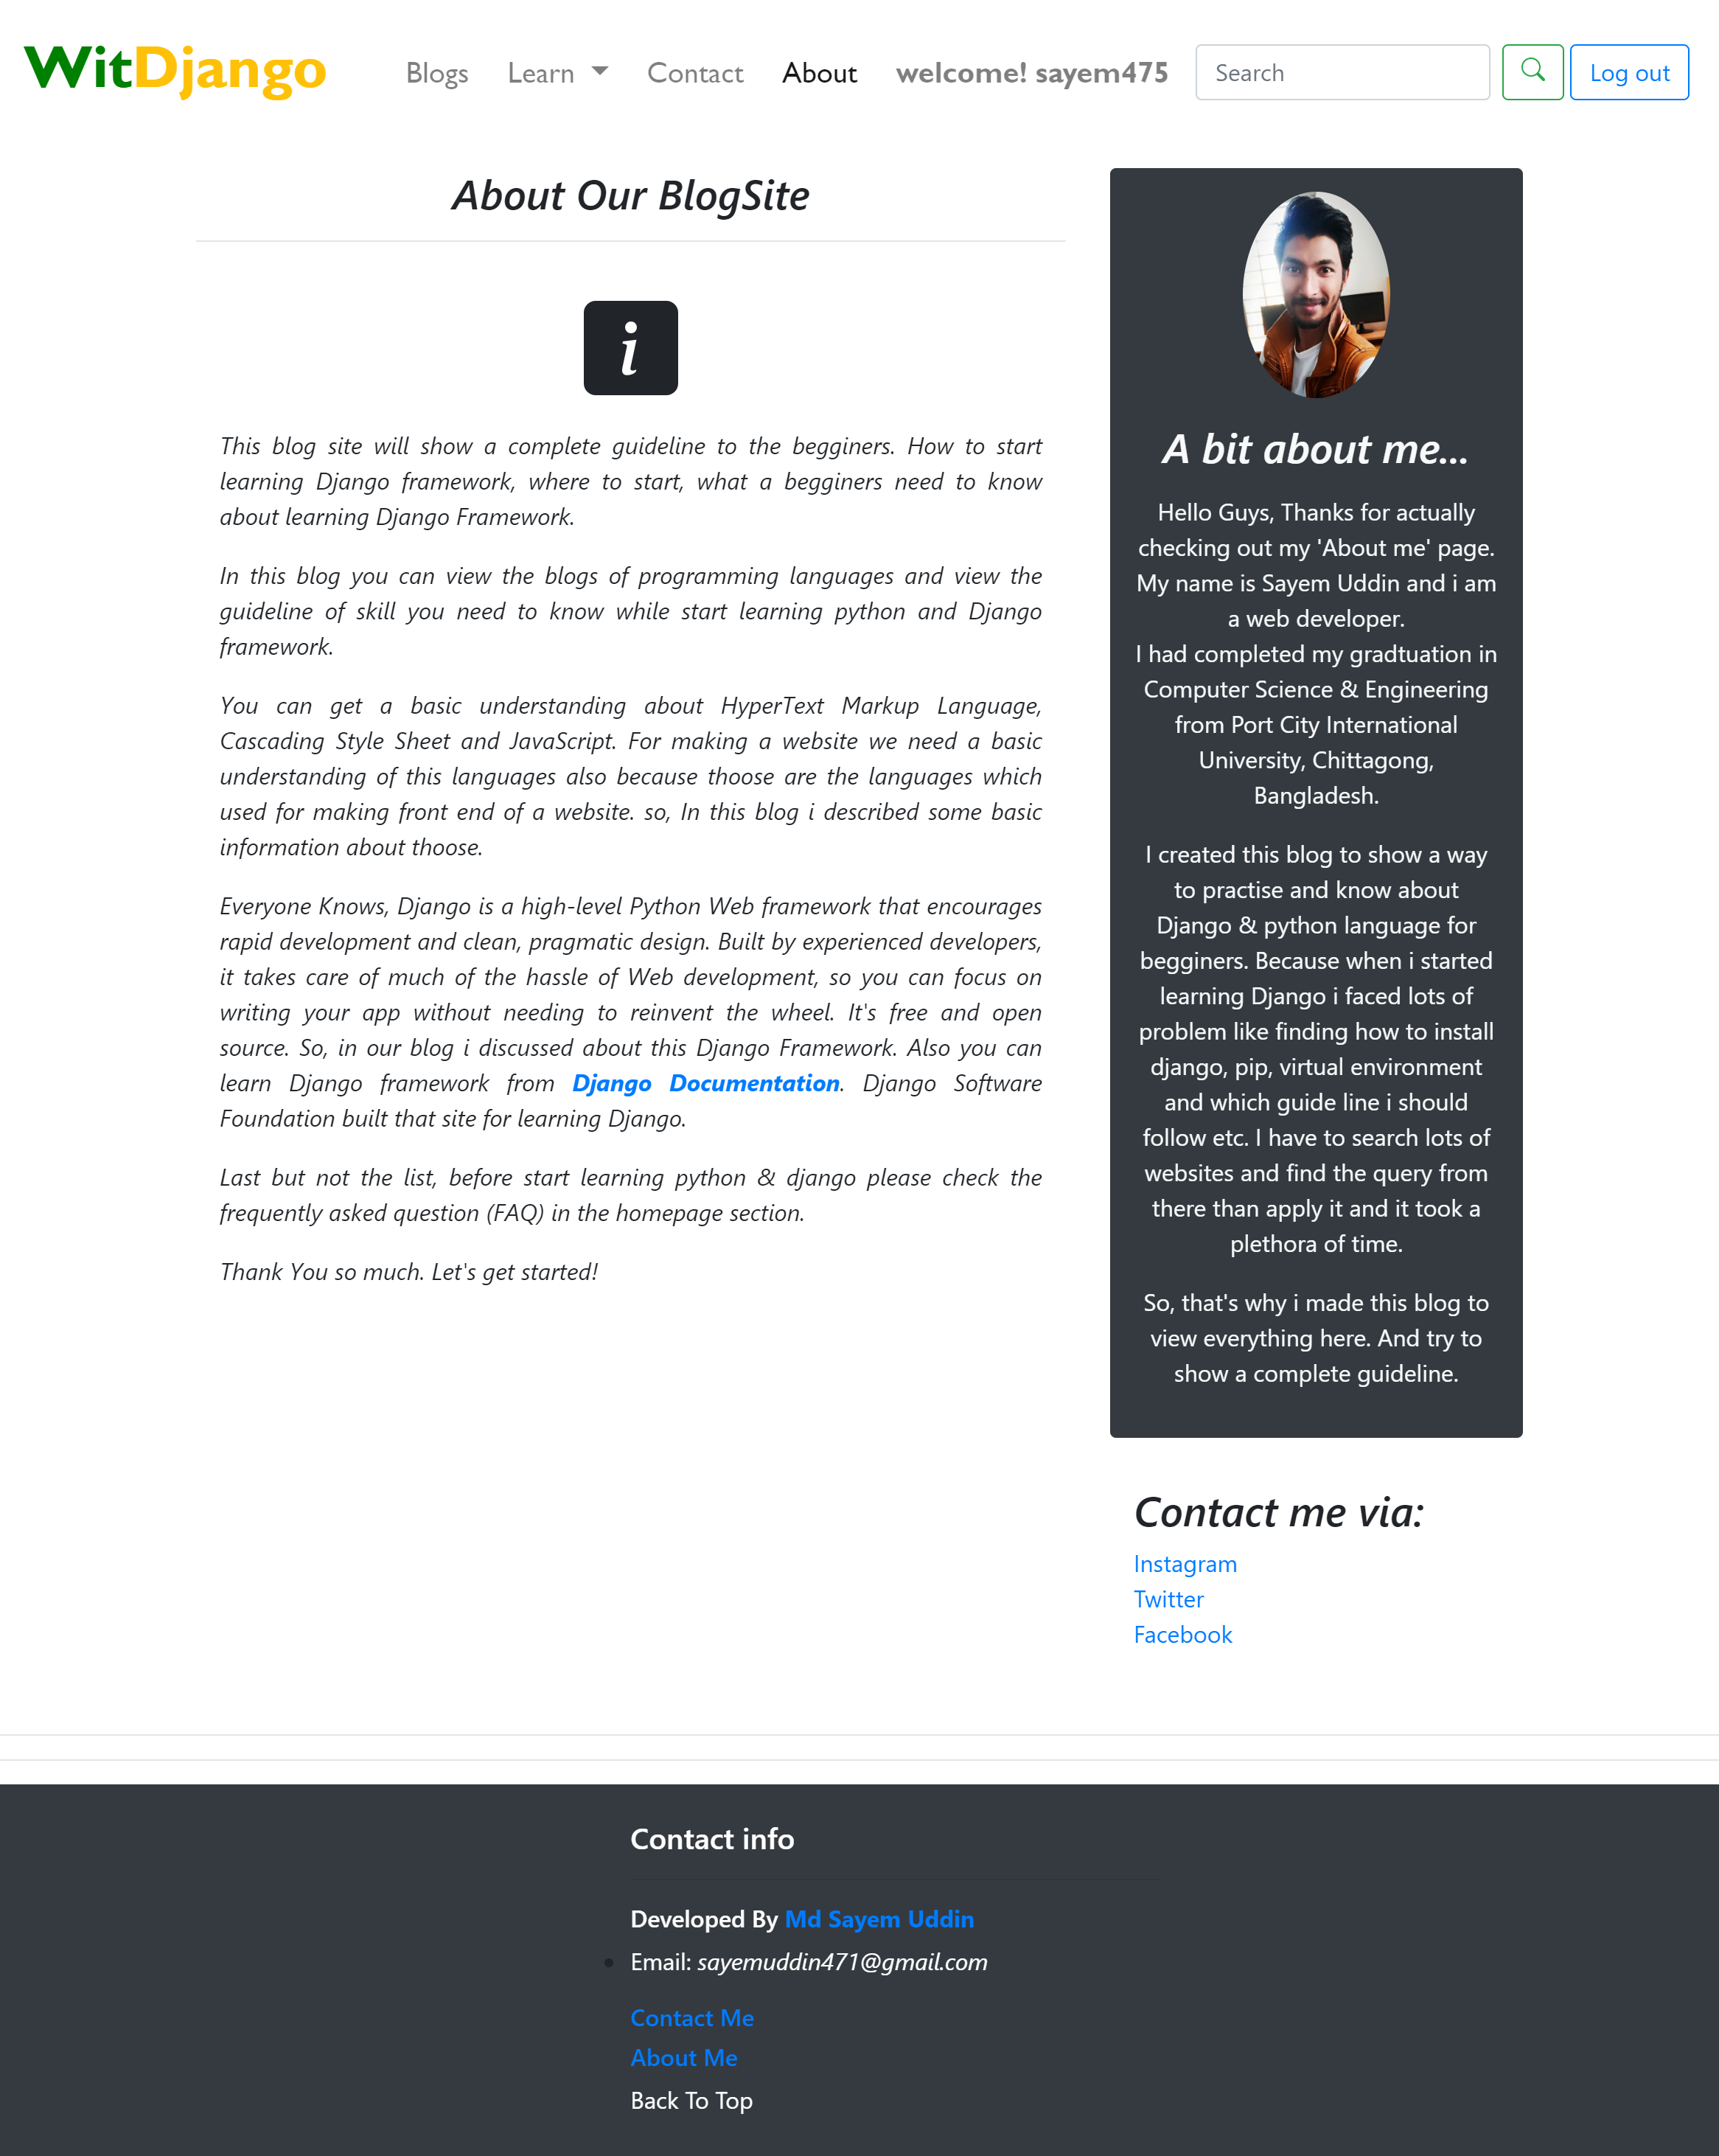 WitDjango
Blogs
Learn
Contact
About
welcome! sayem475
Search
Log out
About Our BlogSite
i
This blog site will show a complete guideline to the begginers. How to start
learning Django framework, where to start, what a begginers need to know
about learning Django Framework.
In this blog you can view the blogs of programming languages and view the
guideline of skill you need to know while start learning python and Django
framework.
You can get a basic understanding about HyperText Markup Language,
Cascading Style Sheet and JavaScript. For making a website we need a basic
understanding of this languages also because thoose are the languages which
used for making front end of a website. so, In this blog i described some basic
information about thoose.
Everyone Knows, Django is a high-level Python Web framework that encourages
rapid development and clean, pragmatic design. Built by experienced developers,
it takes care of much of the hassle of Web development, so you can focus on
writing your app without needing to reinvent the wheel. It's free and open
source. So, in our blog i discussed about this Django Framework. Also you can
learn Django framework from Django Documentation. Django Software
Foundation built that site for learning Django.
Last but not the list, before start learning python & django please check the
frequently asked question (FAQ) in the homepage section.
Thank You so much. Let's get started!
A bit about me...
Hello Guys, Thanks for actually
checking out my 'About me' page.
My name is Sayem Uddin and i am
a web developer.
I had completed my gradtuation in
Computer Science & Engineering
from Port City International
University, Chittagong,
Bangladesh.
I created this blog to show a way
to practise and know about
Django & python language for
begginers. Because when i started
learning Django i faced lots of
problem like finding how to install
django, pip, virtual environment
and which guide line i should
follow etc. I have to search lots of
websites and find the query from
there than apply it and it took a
plethora of time.
So, that's why i made this blog to
view everything here. And try to
show a complete guideline.
Contact me via:
Instagram
Twitter
Facebook
Contact info
Developed By Md Sayem Uddin
Email: sayemuddin471@gmail.com
Contact Me
About Me
Back To Top